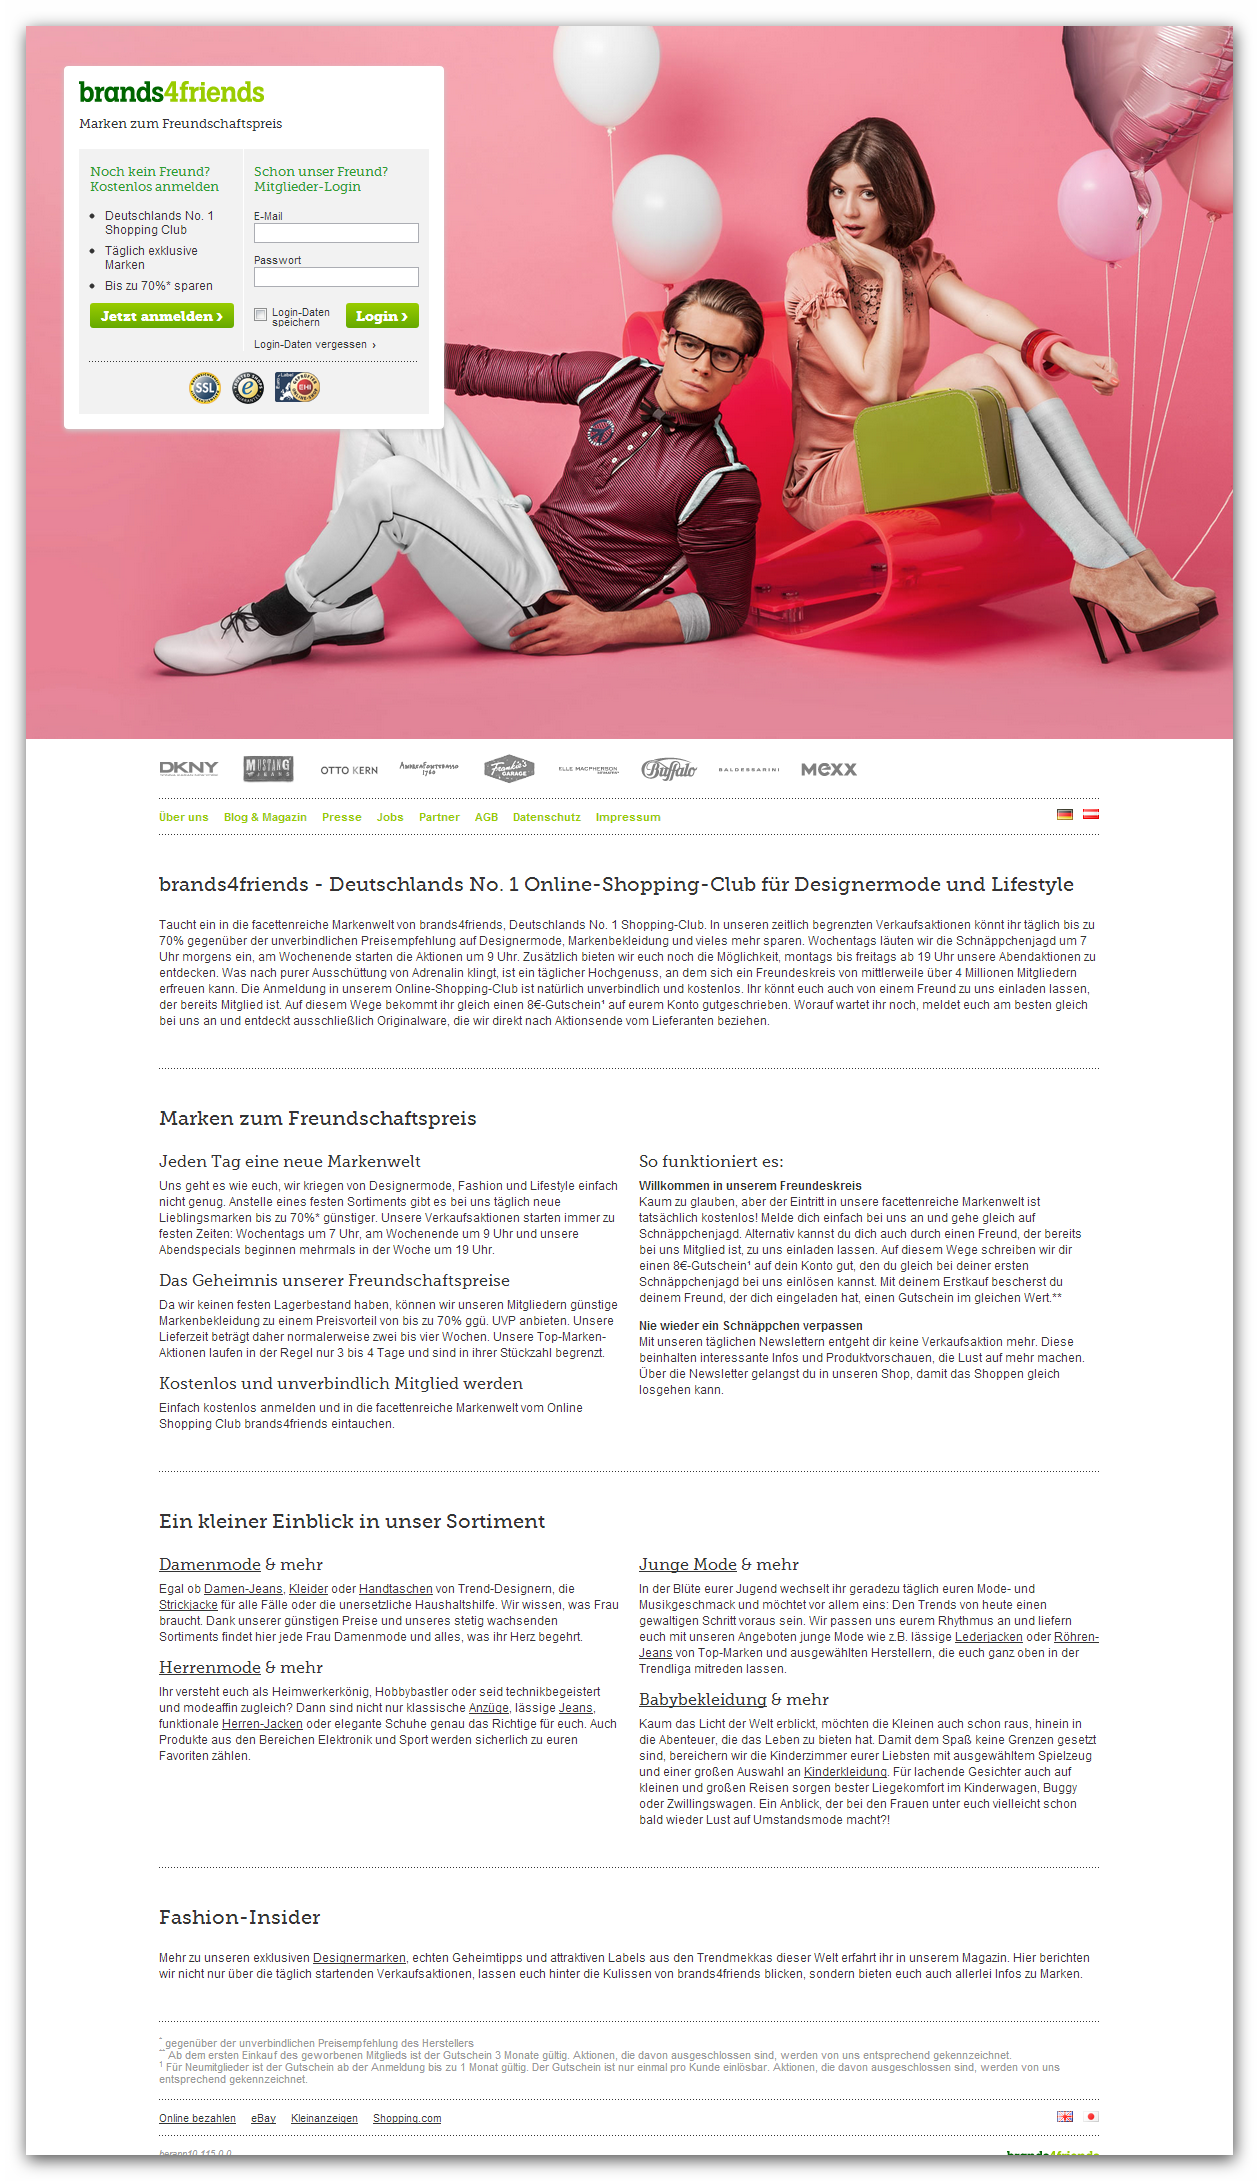 brands4friends
Marken zum Freundschaftspreis
Noch kein Freund?
Kostenlos anmelden
Deutschlands No. 1
Shopping Club
Täglich exklusive
Marken
Bis zu 70%* sparen
Jetzt anmelden ›
Schon unser Freund?
Mitglieder-Login
E-Mail
Passwort
Login-Daten
speichern
Login ›
Login-Daten vergessen ›
SSL
EHI
DKNY
MUSTANG
JEANS
OTTO KERN
1760
Frankie's
GARAGE
ELLE MACPHERSON
Buffalo
BALDESSARINI
mexx
Über uns Blog & Magazin Presse Jobs Partner AGB Datenschutz Impressum
brands4friends - Deutschlands No. 1 Online-Shopping-Club für Designermode und Lifestyle
Taucht ein in die facettenreiche Markenwelt von brands4friends, Deutschlands No. 1 Shopping-Club. In unseren zeitlich begrenzten Verkaufsaktionen könnt ihr täglich bis zu
70% gegenüber der unverbindlichen Preisempfehlung auf Designermode, Markenbekleidung und vieles mehr sparen. Wochentags läuten wir die Schnäppchenjagd um 7
Uhr morgens ein, am Wochenende starten die Aktionen um 9 Uhr. Zusätzlich bieten wir euch noch die Möglichkeit, montags bis freitags ab 19 Uhr unsere Abendaktionen zu
entdecken. Was nach purer Ausschüttung von Adrenalin klingt, ist ein täglicher Hochgenuss, an dem sich ein Freundeskreis von mittlerweile über 4 Millionen Mitgliedern
erfreuen kann. Die Anmeldung in unserem Online-Shopping-Club ist natürlich unverbindlich und kostenlos. Ihr könnt euch auch von einem Freund zu uns einladen lassen,
der bereits Mitglied ist. Auf diesem Wege bekommt ihr gleich einen 8€-Gutschein¹ auf eurem Konto gutgeschrieben. Worauf wartet ihr noch, meldet euch am besten gleich
bei uns an und entdeckt ausschließlich Originalware, die wir direkt nach Aktionsende vom Lieferanten beziehen.
Marken zum Freundschaftspreis
Jeden Tag eine neue Markenwelt
Uns geht es wie euch, wir kriegen von Designermode, Fashion und Lifestyle einfach
nicht genug. Anstelle eines festen Sortiments gibt es bei uns täglich neue
Lieblingsmarken bis zu 70%* günstiger. Unsere Verkaufsaktionen starten immer zu
festen Zeiten: Wochentags um 7 Uhr, am Wochenende um 9 Uhr und unsere
Abendspecials beginnen mehrmals in der Woche um 19 Uhr.
Das Geheimnis unserer Freundschaftspreise
Da wir keinen festen Lagerbestand haben, können wir unseren Mitgliedern günstige
Markenbekleidung zu einem Preisvorteil von bis zu 70% ggü. UVP anbieten. Unsere
Lieferzeit beträgt daher normalerweise zwei bis vier Wochen. Unsere Top-Marken-
Aktionen laufen in der Regel nur 3 bis 4 Tage und sind in ihrer Stückzahl begrenzt.
Kostenlos und unverbindlich Mitglied werden
Einfach kostenlos anmelden und in die facettenreiche Markenwelt vom Online
Shopping Club brands4friends eintauchen.
So funktioniert es:
Willkommen in unserem Freundeskreis
Kaum zu glauben, aber der Eintritt in unsere facettenreiche Markenwelt ist
tatsächlich kostenlos! Melde dich einfach bei uns an und gehe gleich auf
Schnäppchenjagd. Alternativ kannst du dich auch durch einen Freund, der bereits
bei uns Mitglied ist, zu uns einladen lassen. Auf diesem Wege schreiben wir dir
einen 8€-Gutschein¹ auf dein Konto gut, den du gleich bei deiner ersten
Schnäppchenjagd bei uns einlösen kannst. Mit deinem Erstkauf bescherst du
deinem Freund, der dich eingeladen hat, einen Gutschein im gleichen Wert.**
Nie wieder ein Schnäppchen verpassen
Mit unseren täglichen Newslettern entgeht dir keine Verkaufsaktion mehr. Diese
beinhalten interessante Infos und Produktvorschauen, die Lust auf mehr machen.
Über die Newsletter gelangst du in unseren Shop, damit das Shoppen gleich
losgehen kann.
Ein kleiner Einblick in unser Sortiment
Damenmode & mehr
Egal ob Damen-Jeans, Kleider oder Handtaschen von Trend-Designern, die
Strickjacke für alle Fälle oder die unersetzliche Haushaltshilfe. Wir wissen, was Frau
braucht. Dank unserer günstigen Preise und unseres stetig wachsenden
Sortiments findet hier jede Frau Damenmode und alles, was ihr Herz begehrt.
Herrenmode & mehr
Ihr versteht euch als Heimwerkerkönig, Hobbybastler oder seid technikbegeistert
und modeaffin zugleich? Dann sind nicht nur klassische Anzüge, lässige Jeans,
funktionale Herren-Jacken oder elegante Schuhe genau das Richtige für euch. Auch
Produkte aus den Bereichen Elektronik und Sport werden sicherlich zu euren
Favoriten zählen.
Junge Mode & mehr
In der Blüte eurer Jugend wechselt ihr geradezu täglich euren Mode- und
Musikgeschmack und möchtet vor allem eins: Den Trends von heute einen
gewaltigen Schritt voraus sein. Wir passen uns eurem Rhythmus an und liefern
euch mit unseren Angeboten junge Mode wie z.B. lässige Lederjacken oder Röhren-
Jeans von Top-Marken und ausgewählten Herstellern, die euch ganz oben in der
Trendliga mitreden lassen.
Babybekleidung & mehr
Kaum das Licht der Welt erblickt, möchten die Kleinen auch schon raus, hinein in
die Abenteuer, die das Leben zu bieten hat. Damit dem Spaß keine Grenzen gesetzt
sind, bereichern wir die Kinderzimmer eurer Liebsten mit ausgewähltem Spielzeug
und einer großen Auswahl an Kinderkleidung. Für lachende Gesichter auch auf
kleinen und großen Reisen sorgen bester Liegekomfort im Kinderwagen, Buggy
oder Zwillingswagen. Ein Anblick, der bei den Frauen unter euch vielleicht schon
bald wieder Lust auf Umstandsmode macht?!
Fashion-Insider
Mehr zu unseren exklusiven Designermarken, echten Geheimtipps und attraktiven Labels aus den Trendmekkas dieser Welt erfahrt ihr in unserem Magazin. Hier berichten
wir nicht nur über die täglich startenden Verkaufsaktionen, lassen euch hinter die Kulissen von brands4friends blicken, sondern bieten euch auch allerlei Infos zu Marken.
* gegenüber der unverbindlichen Preisempfehlung des Herstellers
** Ab dem ersten Einkauf des geworbenen Mitglieds ist der Gutschein 3 Monate gültig. Aktionen, die davon ausgeschlossen sind, werden von uns entsprechend gekennzeichnet.
1 Für Neumitglieder ist der Gutschein ab der Anmeldung bis zu 1 Monat gültig. Der Gutschein ist nur einmal pro Kunde einlösbar. Aktionen, die davon ausgeschlossen sind, werden von uns
entsprechend gekennzeichnet.
Online bezahlen eBay Kleinanzeigen Shopping.com
brands4friends